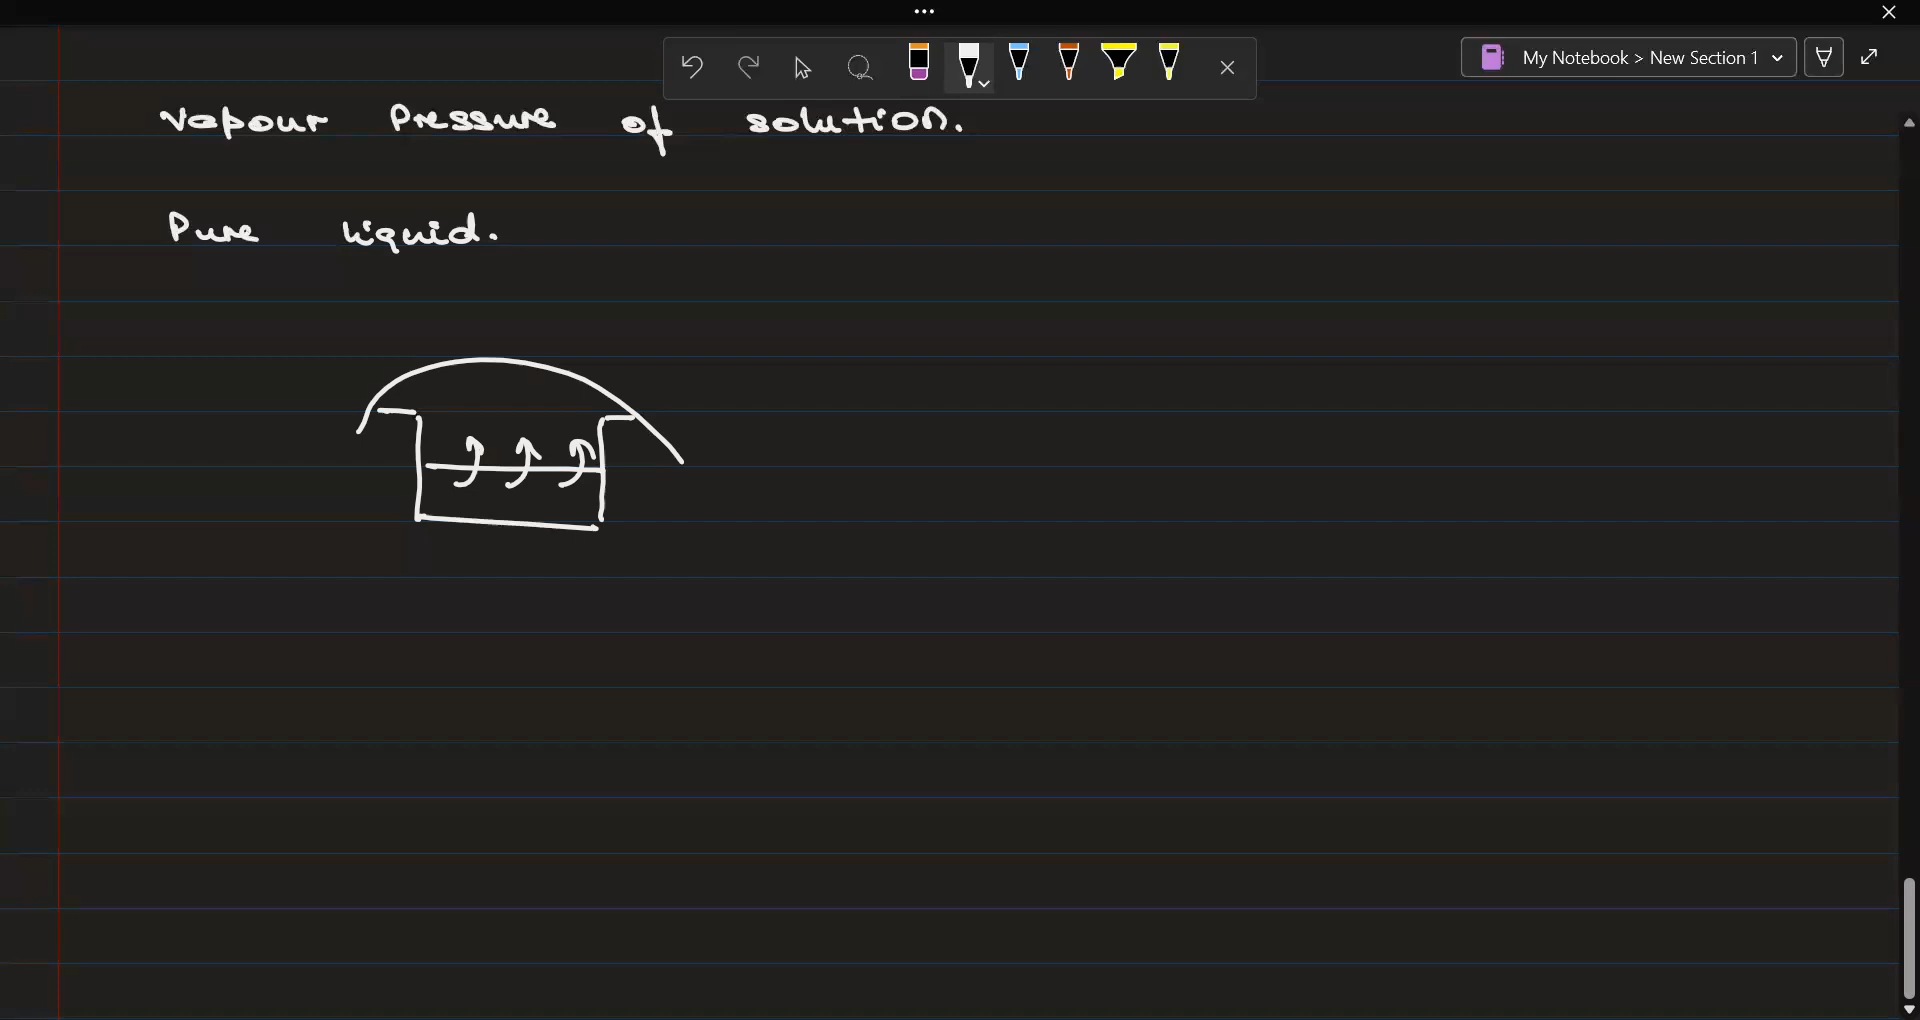 My Notebook > New Section 1
Vapour Pressure of solution.
Pure liquid.